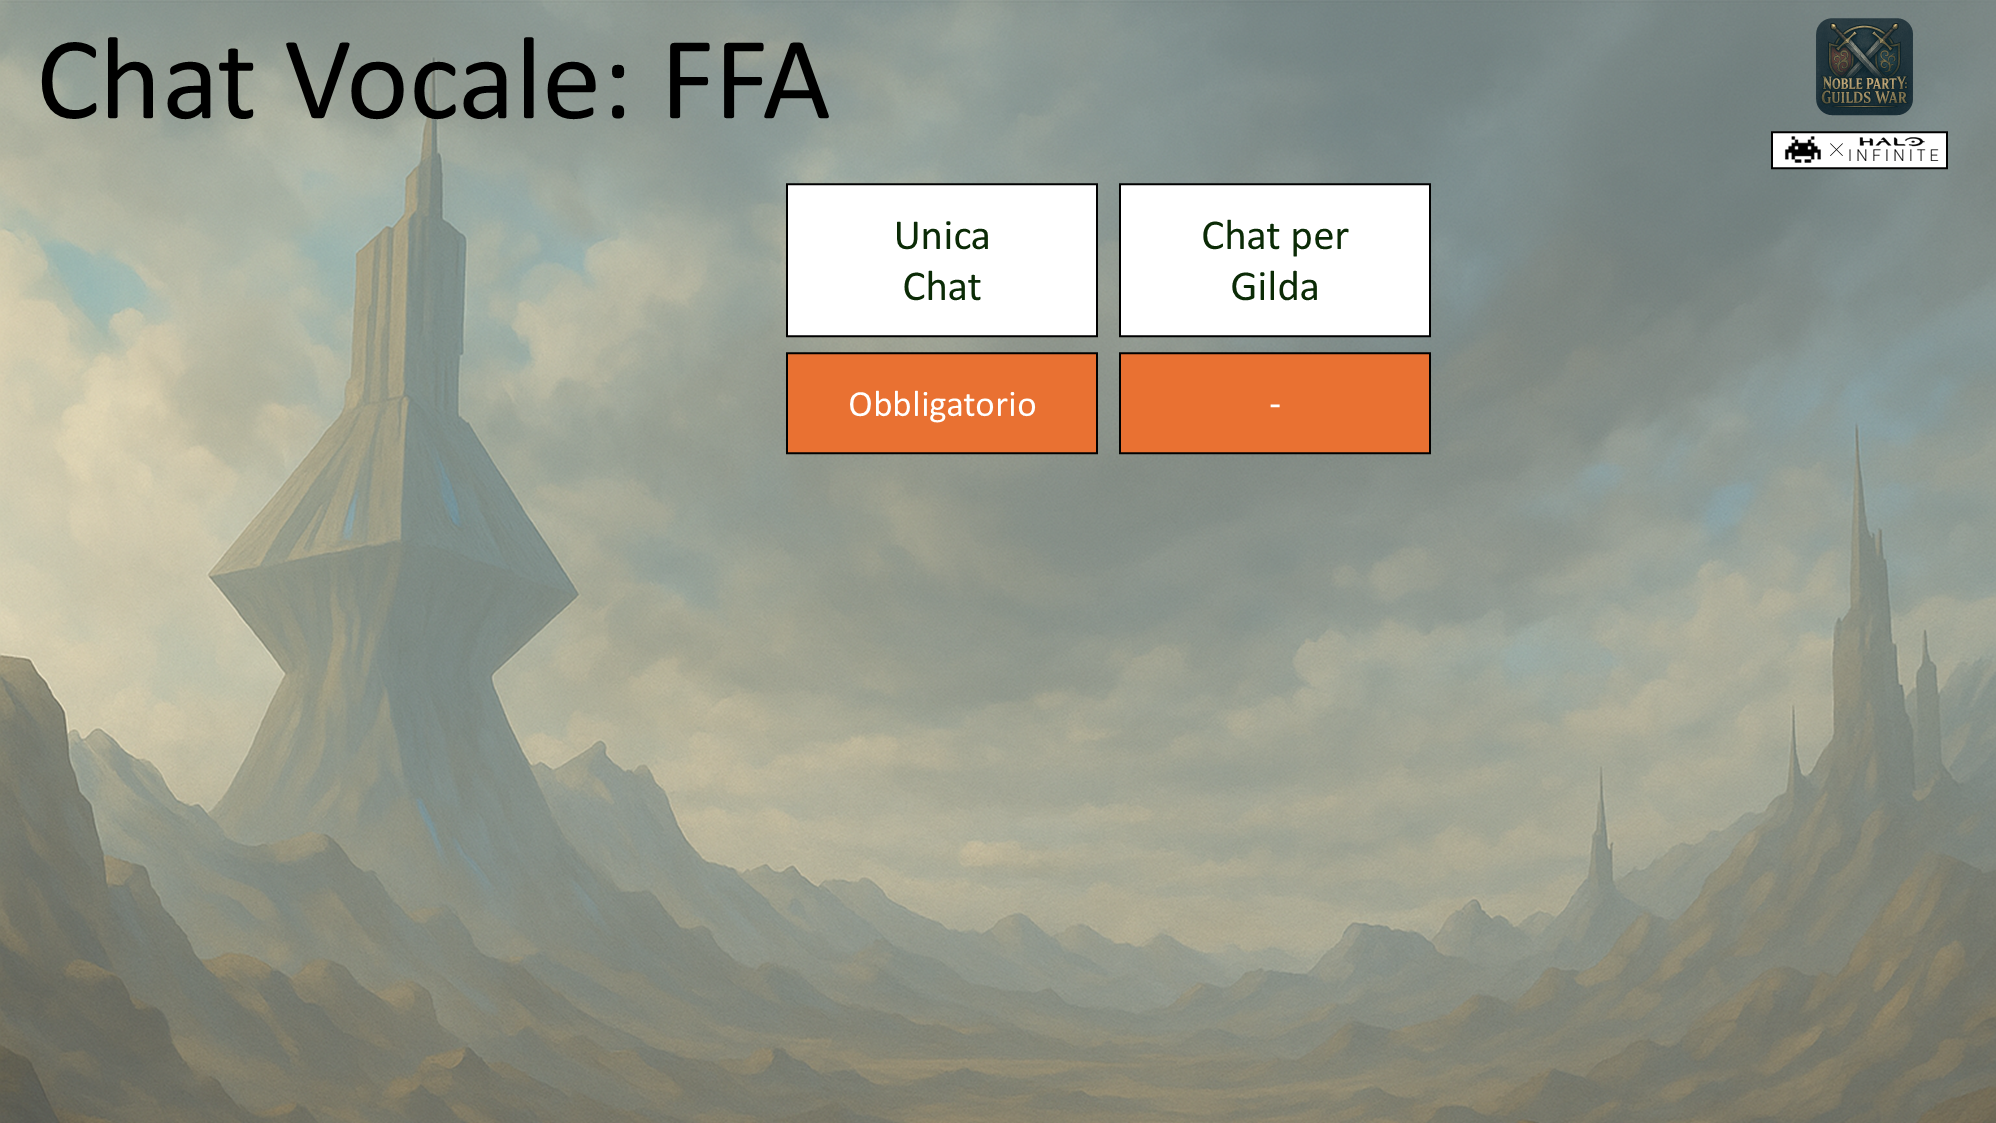 Chat Vocale: FFA
NOBLE PARTY:
GUILDS WAR
× HALO
INFINITE
Unica
Chat
Chat per
Gilda
Obbligatorio
-